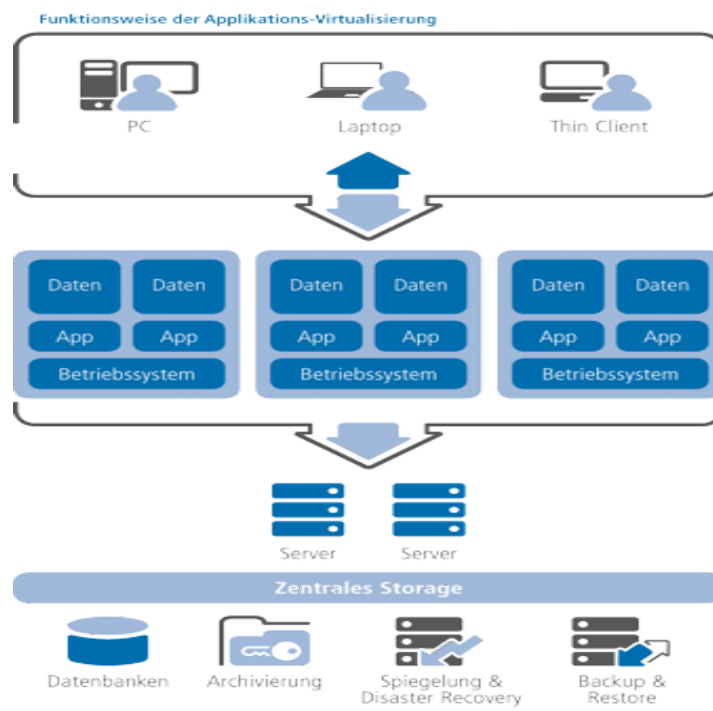 Funktionsweise der Applikations-Virtualisierung
PC Laptop Thin Client
Daten Daten Daten Daten Daten Daten
App App App App App App
Betriebssystem Betriebssystem Betriebssystem
Server Server
Zentrales Storage
Datenbanken Archivierung Spiegelung & Backup &
Disaster Recovery Restore